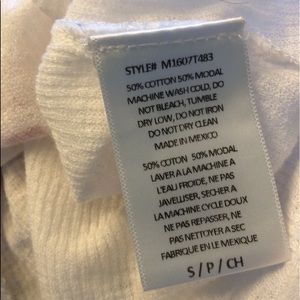 STYLE# M1607T483
50% COTTON 50% MODAL
MACHINE WASH COLD, DO
NOT BLEACH, TUMBLE
DRY LOW, DO NOT IRON
DO NOT DRY CLEAN
MADE IN MEXICO
50% COTON 50% MODAL
LAVER A LA MACHINE A
L'EAU FROIDE, NE PAS
JAVELLISER, SECHER A
LA MACHINE CYCLE DOUX
NE PAS REPASSER, NE
PAS NETTOYER A SEC
FABRIQUE EN LE MEXIQUE
S / P / CH